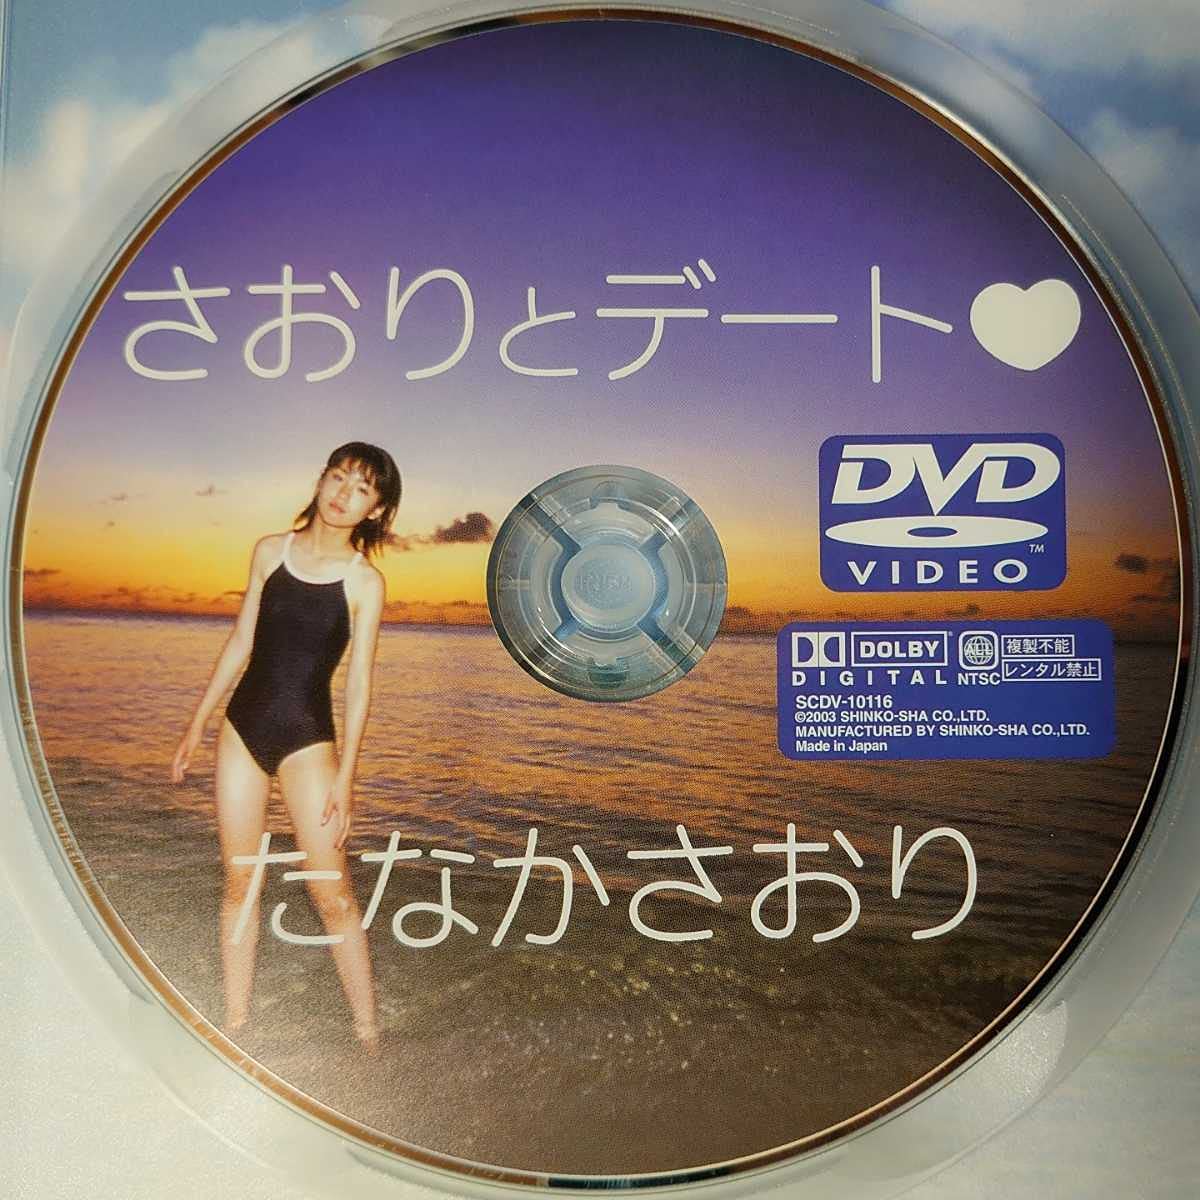 さおりとデート♥
DVD
VIDEO
TM
DOLBY
DIGITAL
ALL
NTSC
複製不能
レンタル禁止
SCDV-10116
©2003 SHINKO-SHA CO.,LTD.
MANUFACTURED BY SHINKO-SHA CO.,LTD.
Made in Japan
たなかさおり